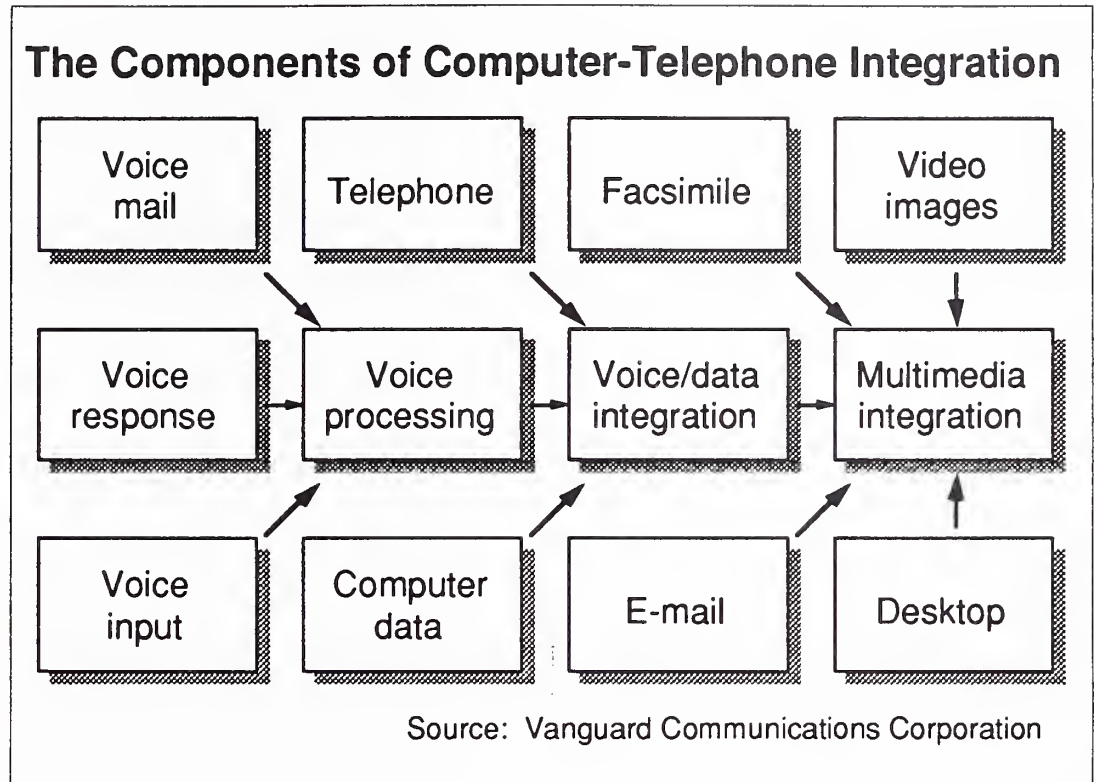 The Components of Computer-Telephone Integration
Voice
mail
Telephone
Facsimile
Video
images
Voice
response
Voice
processing
Voice/data
integration
Multimedia
integration
Voice
input
Computer
data
E-mail
Desktop
Source: Vanguard Communications Corporation